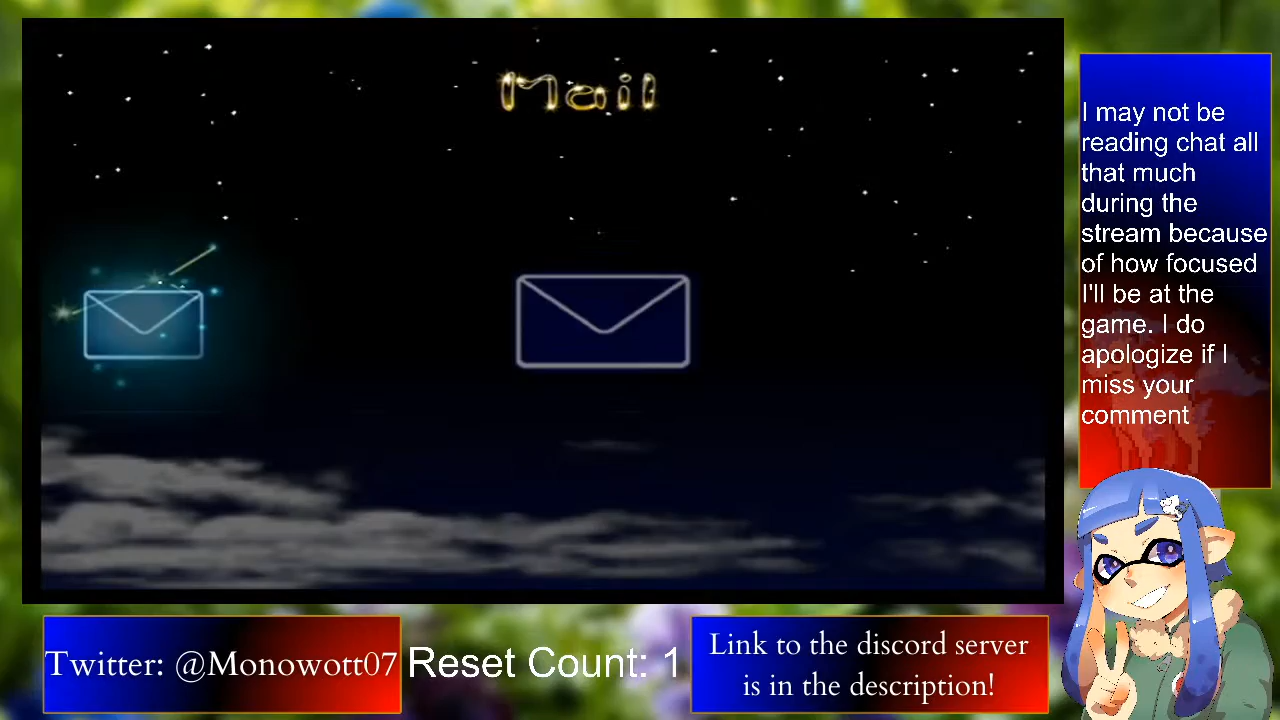 Mail
I may not be
reading chat all
that much
during the
stream because
of how focused
I'll be at the
game. I do
apologize if I
miss your
comment
Twitter: @Monowott07
Reset Count: 1
Link to the discord server
is in the description!